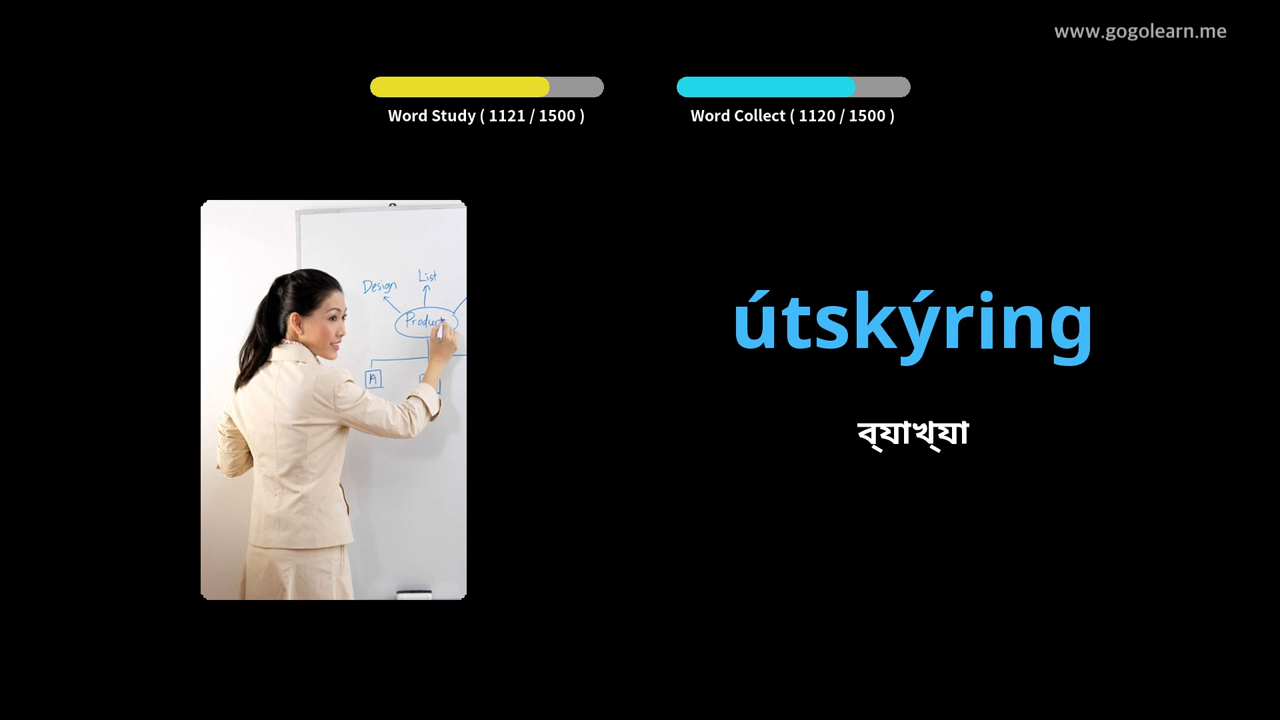 www.gogolearn.me
Word Study ( 1121 / 1500 )
Word Collect ( 1120 / 1500 )
List
Design
Product
A
útskýring
ব্যাখ্যা